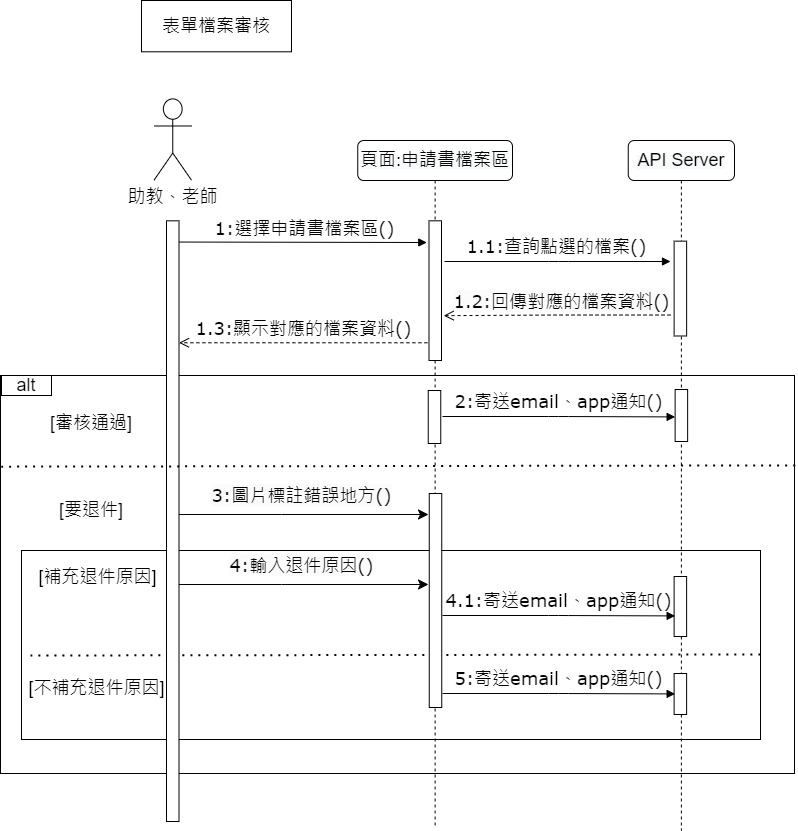 表單檔案審核
助教、老師
頁面:申請書檔案區
API Server
1:選擇申請書檔案區()
1.1:查詢點選的檔案()
1.2:回傳對應的檔案資料()
1.3:顯示對應的檔案資料()
alt
[審核通過]
2:寄送email、app通知()
[要退件]
3:圖片標註錯誤地方()
[補充退件原因]
4:輸入退件原因()
4.1:寄送email、app通知()
[不補充退件原因]
5:寄送email、app通知()